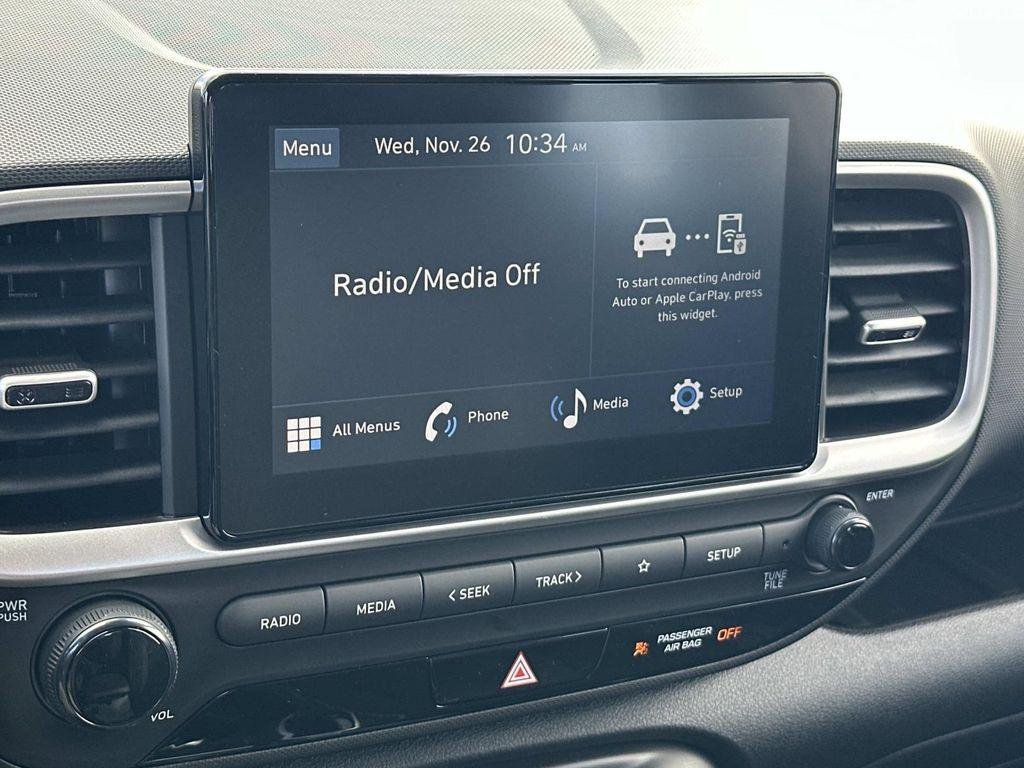 Menu
Wed, Nov. 26 10:34 AM
Radio/Media Off
To start connecting Android
Auto or Apple CarPlay, press
this widget.
All Menus
Phone
Media
Setup
ENTER
PWR
PUSH
RADIO
MEDIA
< SEEK
TRACK >
SETUP
TUNE
FILE
VOL
PASSENGER
AIR BAG
OFF